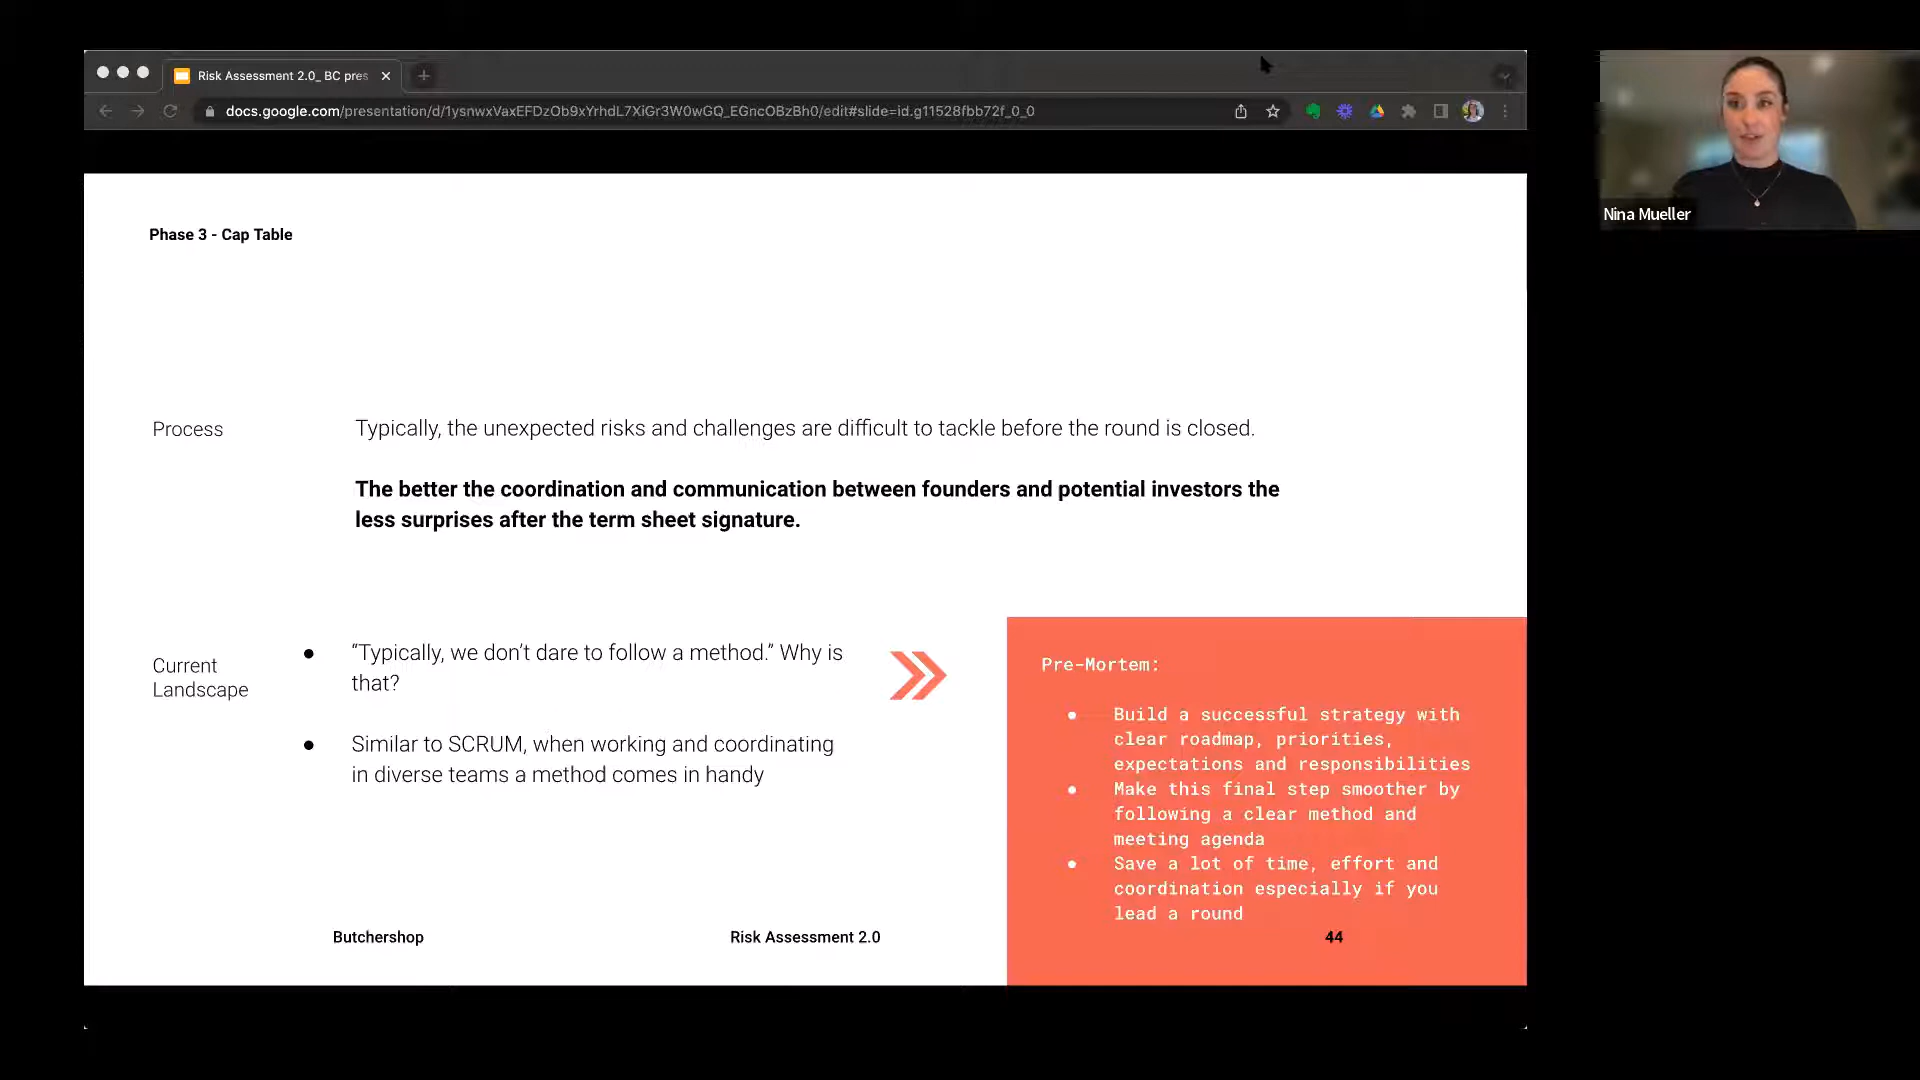 Risk Assessment 2.0_ BC pres
docs.google.com/presentation/d/1ysnwxVaxEFDzOb9xYrhdL7XiGr3W0wGQ_EGncOBzBh0/edit#slide=id.g11528fbb72f_0_0
Nina Mueller
Phase 3 - Cap Table
Process
Typically, the unexpected risks and challenges are difficult to tackle before the round is closed.
The better the coordination and communication between founders and potential investors the
less surprises after the term sheet signature.
Current
Landscape
● “Typically, we don’t dare to follow a method.” Why is
that?
● Similar to SCRUM, when working and coordinating
in diverse teams a method comes in handy
Pre-Mortem:
● Build a successful strategy with
clear roadmap, priorities,
expectations and responsibilities
● Make this final step smoother by
following a clear method and
meeting agenda
● Save a lot of time, effort and
coordination especially if you
lead a round
Butchershop
Risk Assessment 2.0
44